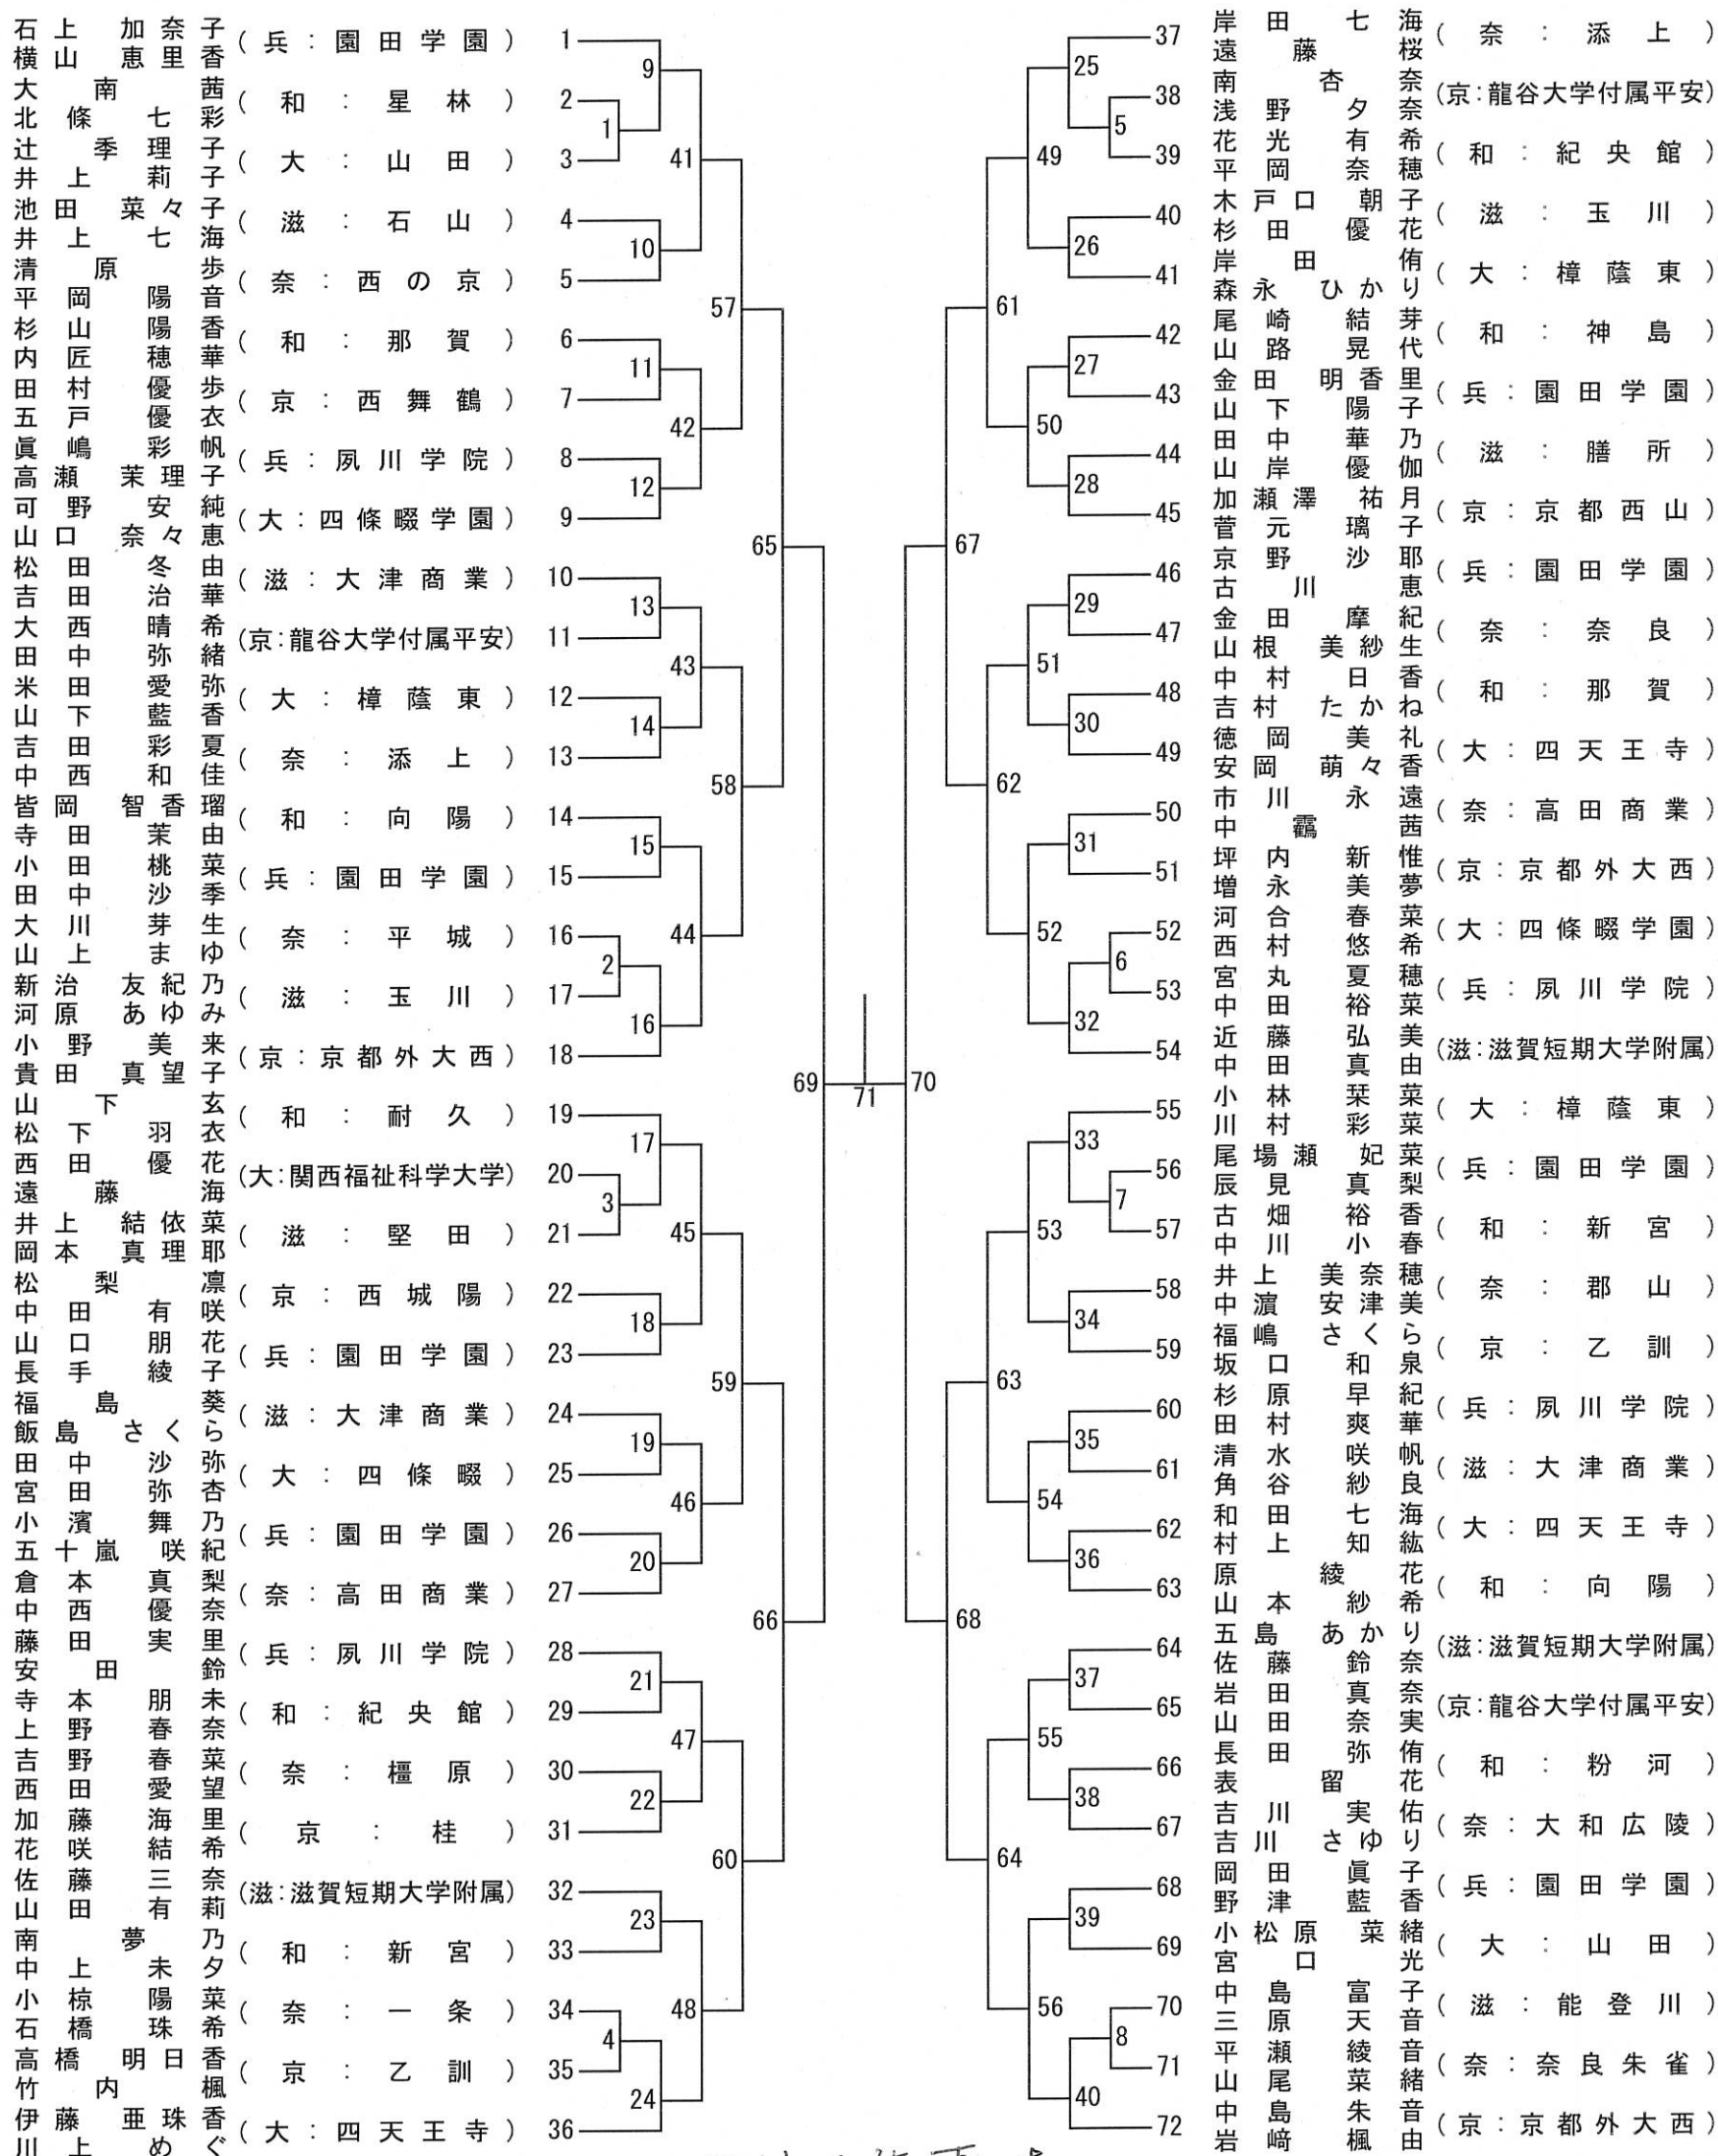 石上加奈子
横山恵里香 (兵:園田学園) 1
大南茜
北條七彩 (和:星林) 2
辻季理子
井上莉子 (大:山田) 3
池田菜々子
井上七海 (滋:石山) 4
清原歩
平岡陽音 (奈:西の京) 5
杉山陽香
内匠穂華 (和:那賀) 6
田村優歩
五戸優衣 (京:西舞鶴) 7
眞嶋彩帆
高瀬茉理子 (兵:夙川学院) 8
可野安純
山口奈々恵 (大:四條畷学園) 9
松田冬由
吉田治華 (滋:大津商業) 10
大西晴希
田中弥緒 (京:龍谷大学付属平安) 11
米田愛弥
山下藍香 (大:樟蔭東) 12
吉田彩夏
中西和佳 (奈:添上) 13
皆岡智香瑠
寺田茉由 (和:向陽) 14
小田桃菜
田中沙季 (兵:園田学園) 15
大川芽生
山上まゆ (奈:平城) 16
新治友紀乃
河原あゆみ (滋:玉川) 17
小野美来
貴田真望子 (京:京都外大西) 18
山下玄
松下羽衣 (和:耐久) 19
西田優花
遠藤海 (大:関西福祉科学大学) 20
井上結依菜
岡本真理耶 (滋:堅田) 21
松梨凛
中田有咲 (京:西城陽) 22
山口朋花
長手綾子 (兵:園田学園) 23
福島葵
飯島さくら (滋:大津商業) 24
田中沙弥
宮田弥杏 (大:四條畷) 25
小濱舞乃
五十嵐咲紀 (兵:園田学園) 26
倉本真梨
中西優奈 (奈:高田商業) 27
藤田実里
安田鈴 (兵:夙川学院) 28
寺本朋未
上野春奈 (和:紀央館) 29
吉野春菜
西田愛望 (奈:橿原) 30
加藤海里
花咲結希 (京:桂) 31
佐藤三奈
山田有莉 (滋:滋賀短期大学附属) 32
南夢乃
中上未夕 (和:新宮) 33
小椋陽菜
石橋珠希 (奈:一条) 34
高橋明日香
竹内楓 (京:乙訓) 35
伊藤亜珠香
川上めぐ (大:四天王寺) 36
1
2
3
4
9
10
11
12
13
14
15
16
17
18
19
20
21
22
23
24
41
42
43
44
45
46
47
48
57
58
59
60
65
66
69
71
70
67
68
61
62
63
64
49
50
51
52
53
54
55
56
25
26
27
28
29
30
31
32
33
34
35
36
37
38
39
40
5
6
7
8
37 岸田七海
遠藤桜 (奈:添上)
38 南杏奈
浅野夕奈 (京:龍谷大学付属平安)
39 花光有希
平岡奈穂 (和:紀央館)
40 木戸口朝子
杉田優花 (滋:玉川)
41 岸田侑
森永ひかり (大:樟蔭東)
42 尾崎結芽
山路晃代 (和:神島)
43 金田明香里
山下陽子 (兵:園田学園)
44 田中華乃
山岸優伽 (滋:膳所)
45 加瀬澤祐月
菅元璃子 (京:京都西山)
46 京野沙耶
古川恵 (兵:園田学園)
47 金田摩紀
山根美紗生 (奈:奈良)
48 中村日香
吉村たかね (和:那賀)
49 徳岡美礼
安岡萌々香 (大:四天王寺)
50 市川永遠
中靍茜 (奈:高田商業)
51 坪内新惟
増永美夢 (京:京都外大西)
52 河合春菜
西村悠希 (大:四條畷学園)
53 宮丸夏穂
中田裕菜 (兵:夙川学院)
54 近藤弘美
中田真由 (滋:滋賀短期大学附属)
55 小林栞菜
川村彩菜 (大:樟蔭東)
56 尾場瀬妃菜
辰見真梨 (兵:園田学園)
57 古畑裕香
中川小春 (和:新宮)
58 井上美奈穂
中濵安津美 (奈:郡山)
59 福嶋さくら
坂口和泉 (京:乙訓)
60 杉原早紀
田村爽華 (兵:夙川学院)
61 清水咲帆
角谷紗良 (滋:大津商業)
62 和田七海
村上知紘 (大:四天王寺)
63 原綾花
山本紗希 (和:向陽)
64 五島あかり
佐藤鈴奈 (滋:滋賀短期大学附属)
65 岩田真奈
山田奈実 (京:龍谷大学付属平安)
66 長田弥侑
表留花 (和:粉河)
67 吉川実佑
吉川さゆり (奈:大和広陵)
68 岡田眞子
野津藍香 (兵:園田学園)
69 小松原菜緒
宮口光 (大:山田)
70 中島富子
三原天音 (滋:能登川)
71 平瀬綾音
山尾菜緒 (奈:奈良朱雀)
72 中島朱音
岩﨑楓由 (京:京都外大西)